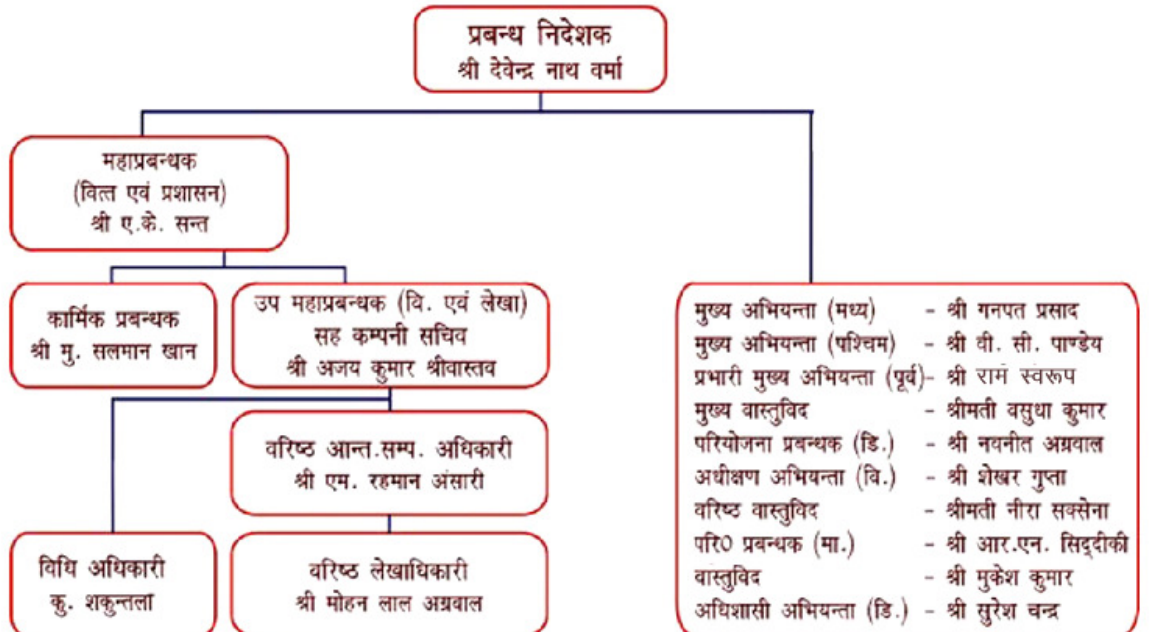 प्रबन्ध निदेशक
श्री देवेन्द्र नाथ वर्मा
महाप्रबन्धक
(वित्त एवं प्रशासन)
श्री ए.के. सन्त
कार्मिक प्रबन्धक
श्री मु. सलमान खान
उप महाप्रबन्धक (वि. एवं लेखा)
सह कम्पनी सचिव
श्री अजय कुमार श्रीवास्तव
वरिष्ठ आन्त.सम्प. अधिकारी
श्री एम. रहमान अंसारी
विधि अधिकारी
कु. शकुन्तला
वरिष्ठ लेखाधिकारी
श्री मोहन लाल अग्रवाल
मुख्य अभियन्ता (मध्य) - श्री गनपत प्रसाद
मुख्य अभियन्ता (पश्चिम) - श्री वी. सी. पाण्डेय
प्रभारी मुख्य अभियन्ता (पूर्व)- श्री राम स्वरूप
मुख्य वास्तुविद - श्रीमती वसुधा कुमार
परियोजना प्रबन्धक (डि.) - श्री नवनीत अग्रवाल
अधीक्षण अभियन्ता (वि.) - श्री शेखर गुप्ता
वरिष्ठ वास्तुविद - श्रीमती नीरा सक्सेना
परि0 प्रबन्धक (मा.) - श्री आर.एन. सिद्दीकी
वास्तुविद - श्री मुकेश कुमार
अधिशासी अभियन्ता (डि.) - श्री सुरेश चन्द्र